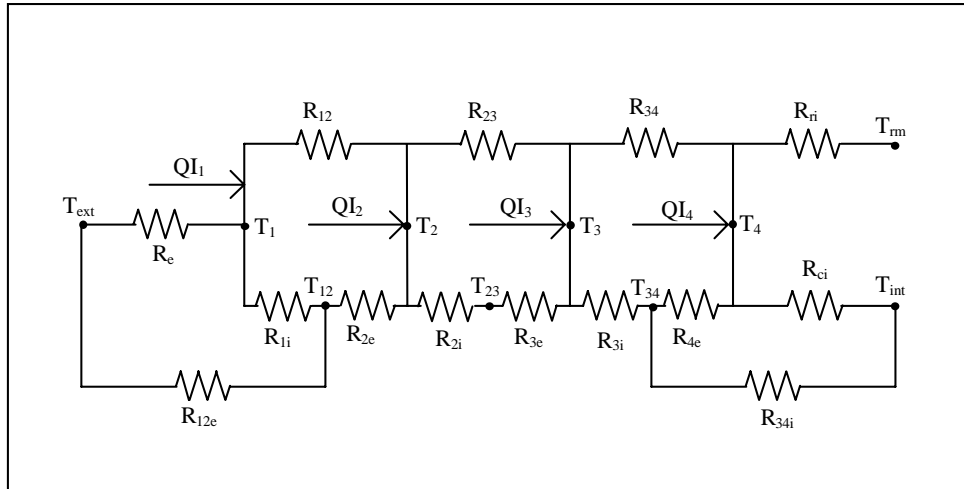 R12 R23 R34 Rri Trm
QI1
Text QI2 QI3 QI4
T1 T2 T3 T4
Re Rci
T12 T23 T34 Tint
R1i R2e R2i R3e R3i R4e
R12e R34i